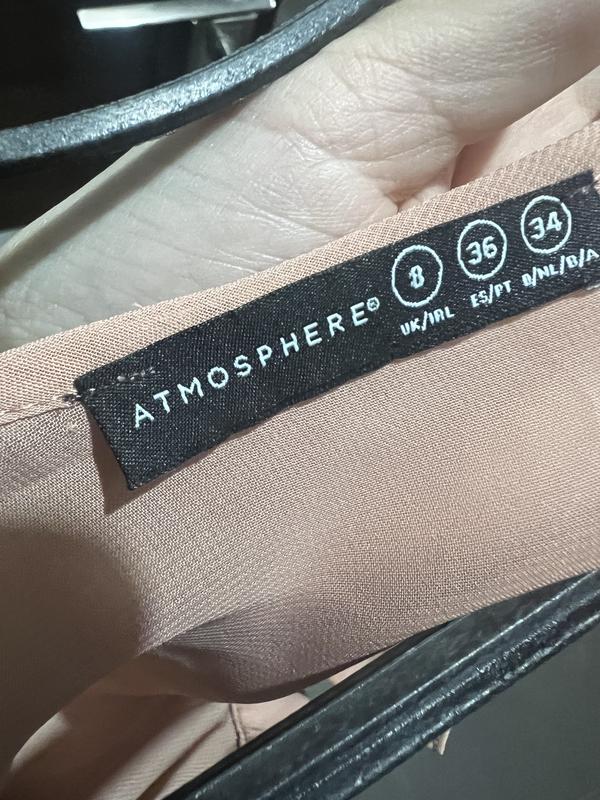 ATMOSPHERE®
8 36 34
UK/IRL ES/PT D/NL/B/A